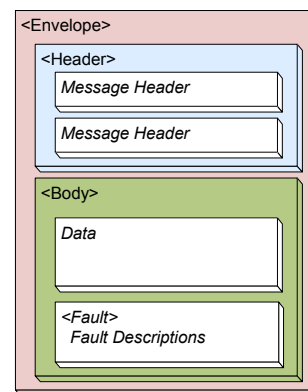 <Envelope>
<Header>
Message Header
Message Header
<Body>
Data
<Fault>
Fault Descriptions